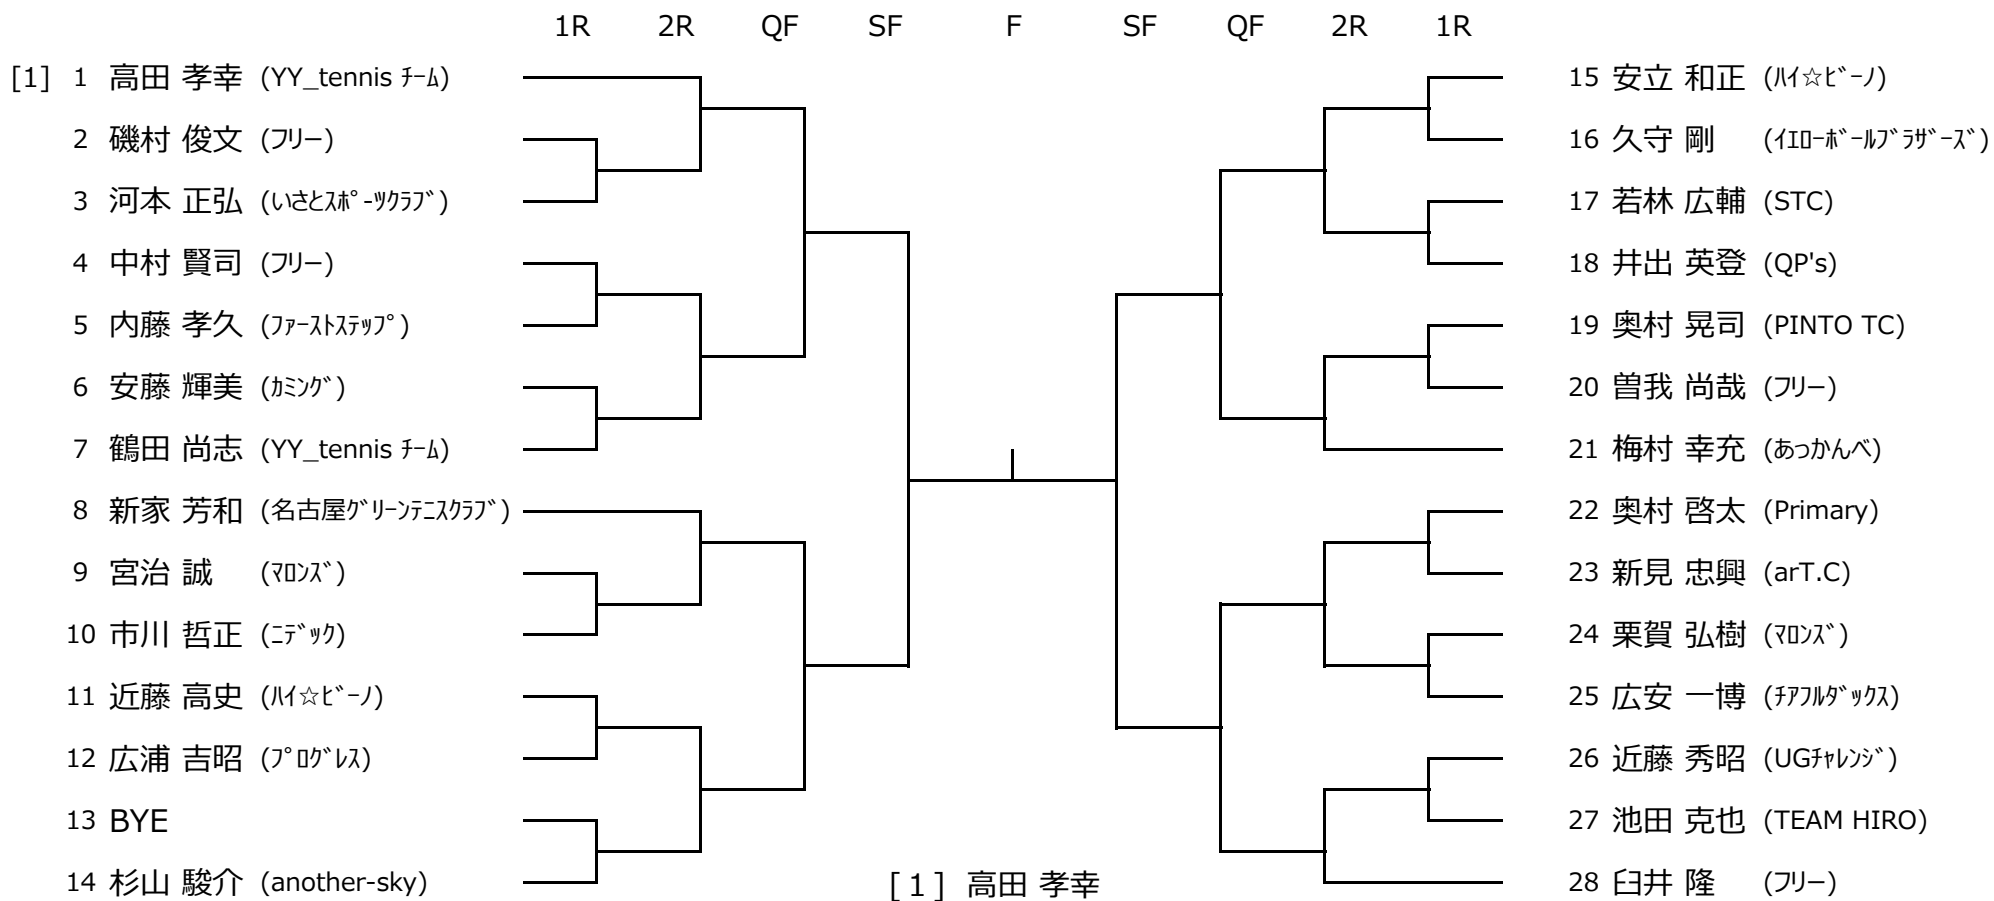 1R 2R QF SF F SF QF 2R 1R
[1] 1 高田 孝幸 (YY_tennis ﾁｰﾑ) 15 安立 和正 (ﾊｲ☆ﾋﾞｰﾉ)
2 磯村 俊文 (フリー) 16 久守 剛 (ｲｴﾛｰﾎﾞｰﾙﾌﾞﾗｻﾞｰｽﾞ)
3 河本 正弘 (いさとｽﾎﾟｰﾂｸﾗﾌﾞ) 17 若林 広輔 (STC)
4 中村 賢司 (フリー) 18 井出 英登 (QP's)
5 内藤 孝久 (ﾌｧｰｽﾄｽﾃｯﾌﾟ) 19 奥村 晃司 (PINTO TC)
6 安藤 輝美 (ｶﾐﾝｸﾞ) 20 曽我 尚哉 (フリー)
7 鶴田 尚志 (YY_tennis ﾁｰﾑ) 21 梅村 幸充 (あっかんべ)
8 新家 芳和 (名古屋ｸﾞﾘｰﾝﾃﾆｽｸﾗﾌﾞ) 22 奥村 啓太 (Primary)
9 宮治 誠 (ﾏﾛﾝｽﾞ) 23 新見 忠興 (arT.C)
10 市川 哲正 (ﾆﾃﾞｯｸ) 24 栗賀 弘樹 (ﾏﾛﾝｽﾞ)
11 近藤 高史 (ﾊｲ☆ﾋﾞｰﾉ) 25 広安 一博 (ﾁｱﾌﾙﾀﾞｯｸｽ)
12 広浦 吉昭 (ﾌﾟﾛｸﾞﾚｽ) 26 近藤 秀昭 (UGﾁｬﾚﾝｼﾞ)
13 BYE 27 池田 克也 (TEAM HIRO)
14 杉山 駿介 (another-sky) [1] 高田 孝幸 28 臼井 隆 (フリー)